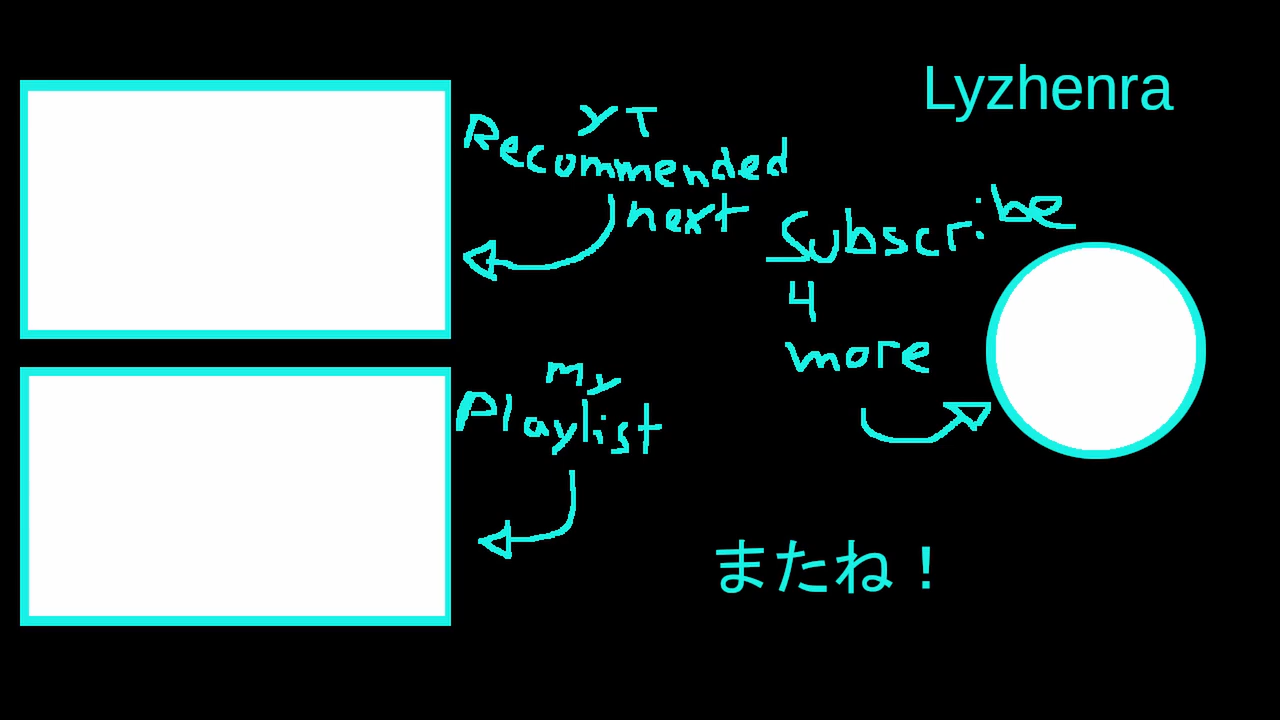 Lyzhenra
YT
Recommended
next
Subscribe
4
more
my
Playlist
またね！